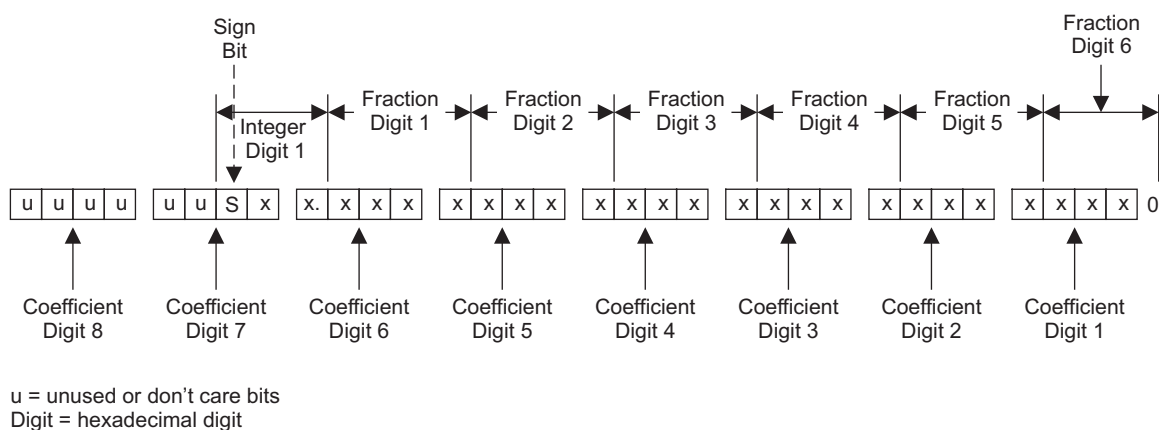 Sign
Bit
Fraction
Digit 6
Integer
Digit 1
Fraction
Digit 1
Fraction
Digit 2
Fraction
Digit 3
Fraction
Digit 4
Fraction
Digit 5
u u u u u u S x x. x x x x x x x x x x x x x x x x x x x x x x x 0
Coefficient
Digit 8
Coefficient
Digit 7
Coefficient
Digit 6
Coefficient
Digit 5
Coefficient
Digit 4
Coefficient
Digit 3
Coefficient
Digit 2
Coefficient
Digit 1
u = unused or don’t care bits
Digit = hexadecimal digit